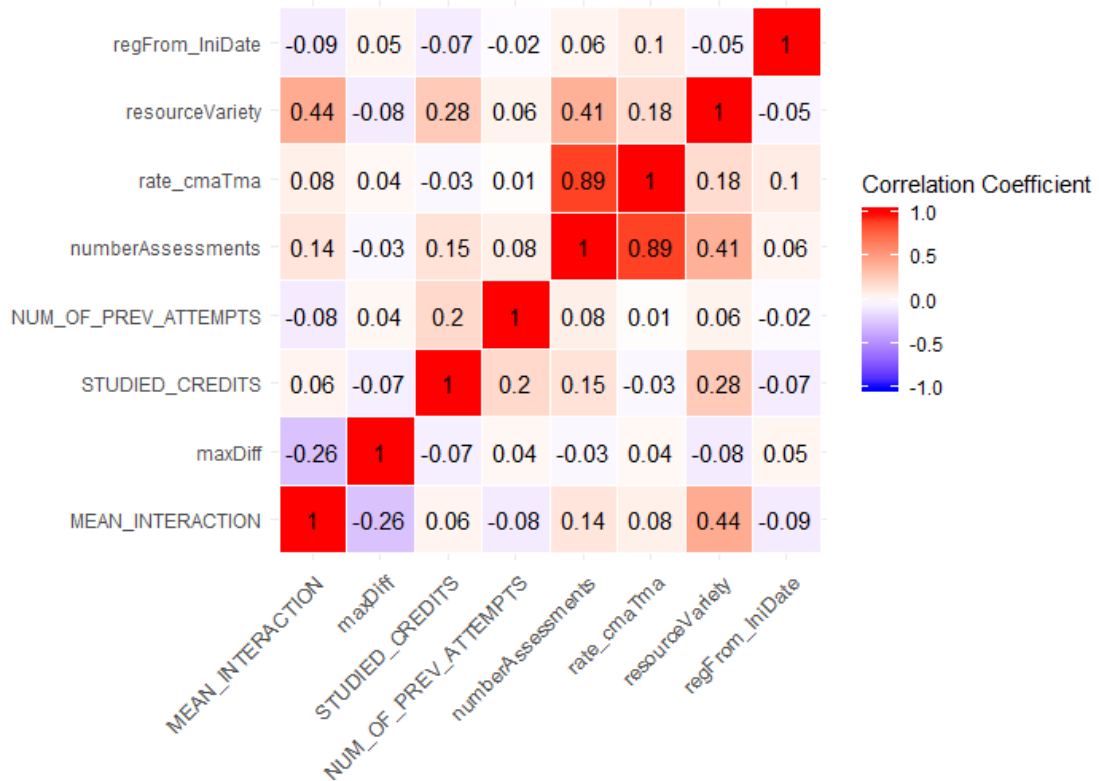 regFrom_IniDate -0.09 0.05 -0.07 -0.02 0.06 0.1 -0.05 1
resourceVariety 0.44 -0.08 0.28 0.06 0.41 0.18 1 -0.05
rate_cmaTma 0.08 0.04 -0.03 0.01 0.89 1 0.18 0.1
numberAssessments 0.14 -0.03 0.15 0.08 1 0.89 0.41 0.06
NUM_OF_PREV_ATTEMPTS -0.08 0.04 0.2 1 0.08 0.01 0.06 -0.02
STUDIED_CREDITS 0.06 -0.07 1 0.2 0.15 -0.03 0.28 -0.07
maxDiff -0.26 1 -0.07 0.04 -0.03 0.04 -0.08 0.05
MEAN_INTERACTION 1 -0.26 0.06 -0.08 0.14 0.08 0.44 -0.09
MEAN_INTERACTION
maxDiff
STUDIED_CREDITS
NUM_OF_PREV_ATTEMPTS
numberAssessments
rate_cmaTma
resourceVariety
regFrom_IniDate
Correlation Coefficient
1.0
0.5
0.0
-0.5
-1.0